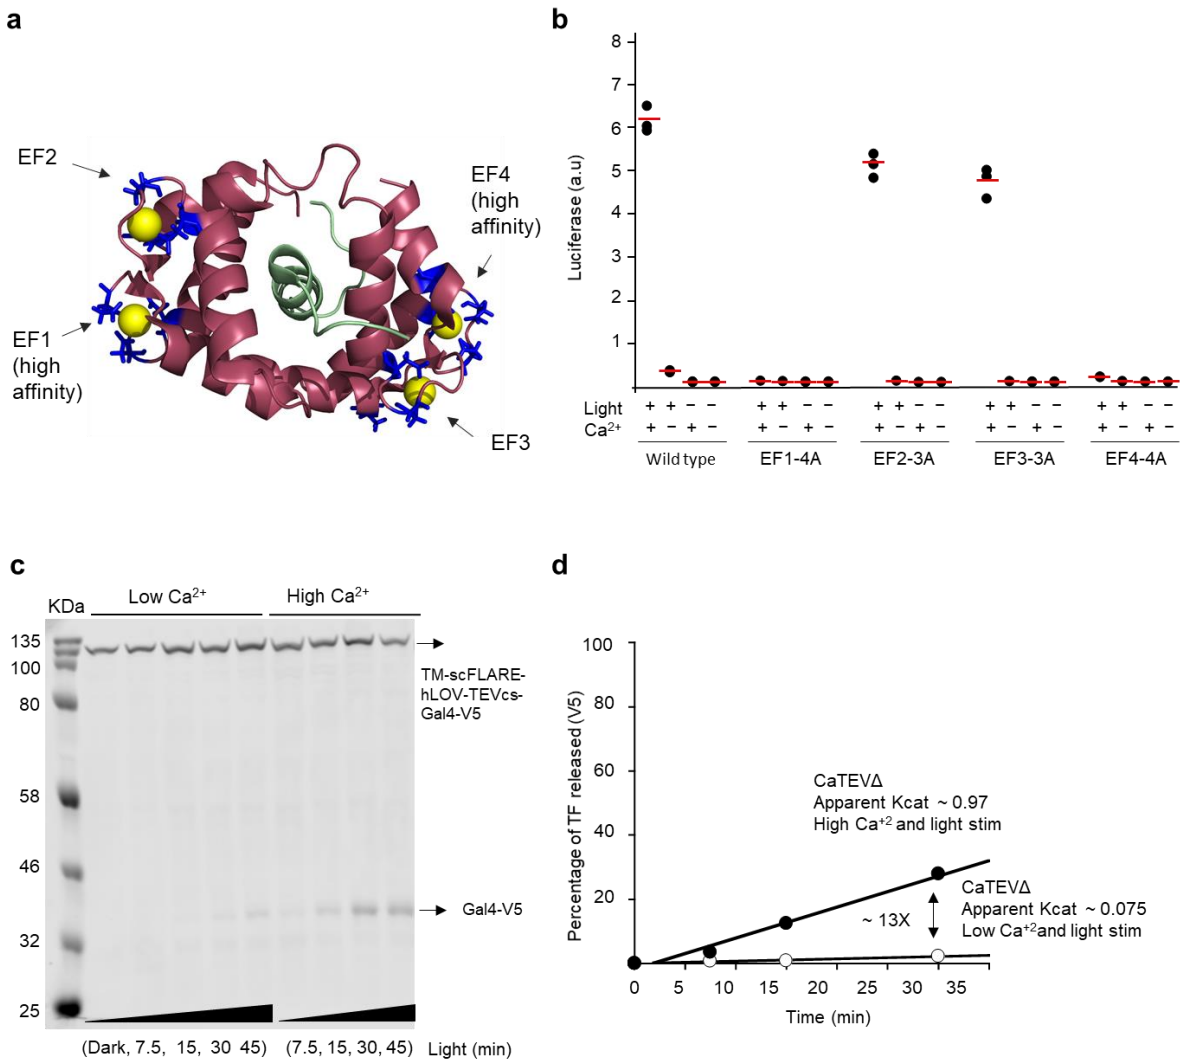 a
EF2
EF4
(high
affinity)
EF1
(high
affinity)
EF3
b
Luciferase (a.u)
8
7
6
5
4
3
2
1
Light + + − − + + − − + + − − + + − − + + − −
Ca2+ + − + − + − + − + − + − + − + − + − + −
Wild type EF1-4A EF2-3A EF3-3A EF4-4A
c
KDa
Low Ca2+ High Ca2+
135
100
80
58
46
32
25
TM-scFLARE-
hLOV-TEVcs-
Gal4-V5
Gal4-V5
(Dark, 7.5, 15, 30 45) (7.5, 15, 30, 45) Light (min)
d
Percentage of TF released (V5)
100
80
60
40
20
CaTEVΔ
Apparent Kcat ~ 0.97
High Ca+2 and light stim
~ 13X
CaTEVΔ
Apparent Kcat ~ 0.075
Low Ca+2 and light stim
0 5 10 15 20 25 30 35
Time (min)